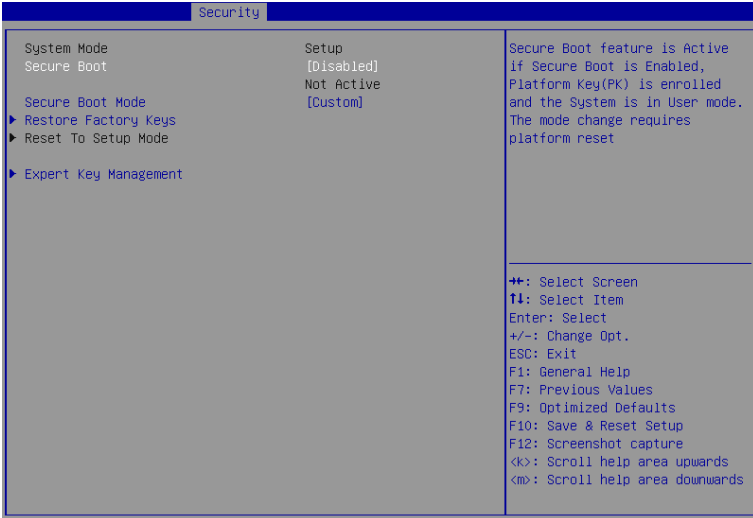 Security
System Mode Setup
Secure Boot [Disabled]
Not Active
Secure Boot Mode [Custom]
Restore Factory Keys
Reset To Setup Mode
Expert Key Management
Secure Boot feature is Active
if Secure Boot is Enabled,
Platform Key(PK) is enrolled
and the System is in User mode.
The mode change requires
platform reset
→←: Select Screen
↑↓: Select Item
Enter: Select
+/-: Change Opt.
ESC: Exit
F1: General Help
F7: Previous Values
F9: Optimized Defaults
F10: Save & Reset Setup
F12: Screenshot capture
<k>: Scroll help area upwards
<m>: Scroll help area downwards